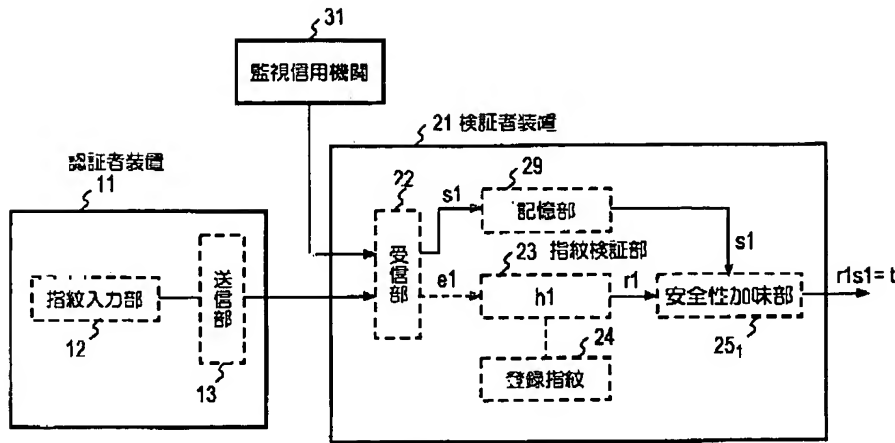 31
監視信用機関
21 検証者装置
認証者装置
11
指紋入力部
12
送信部
13
22
受信部
s1
29
記憶部
s1
e1
23 指紋検証部
h1
r1
安全性加味部
25₁
r1s1=t
24
登録指紋